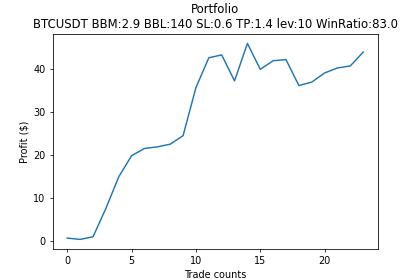 Portfolio
BTCUSDT BBM:2.9 BBL:140 SL:0.6 TP:1.4 lev:10 WinRatio:83.0
Profit ($)
40
30
20
10
0
0 5 10 15 20
Trade counts